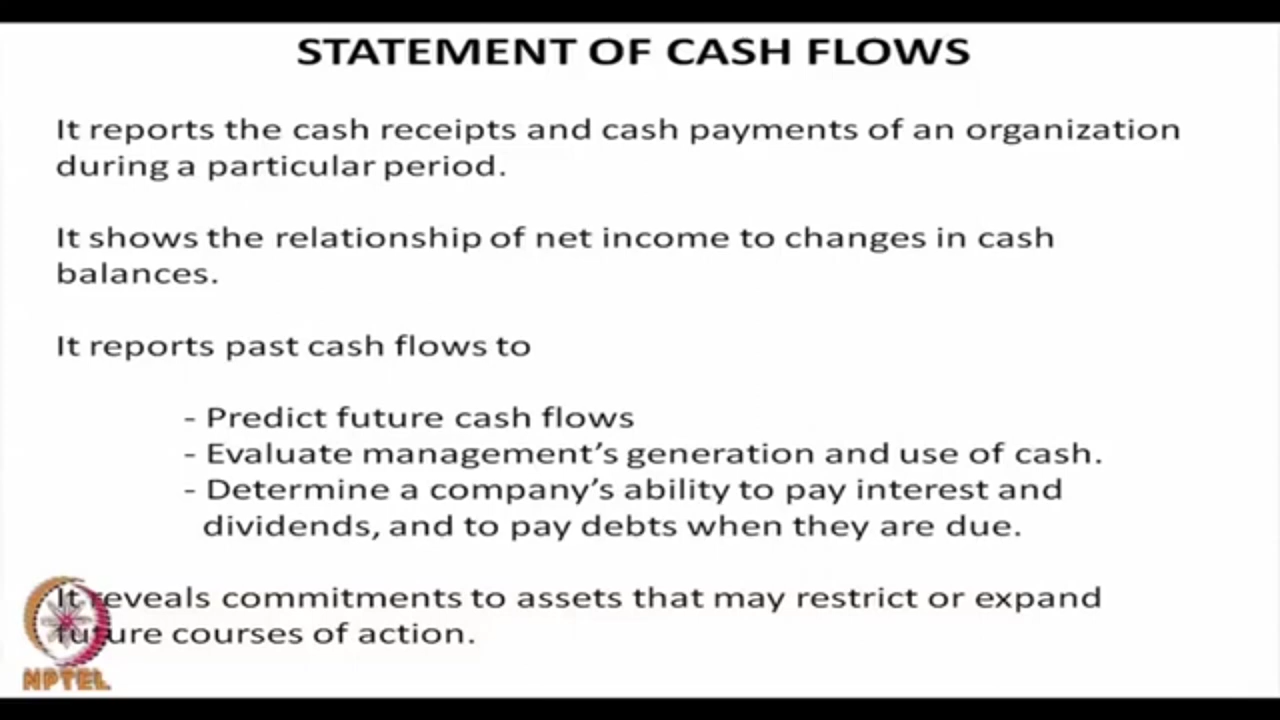 STATEMENT OF CASH FLOWS
It reports the cash receipts and cash payments of an organization
during a particular period.
It shows the relationship of net income to changes in cash
balances.
It reports past cash flows to
- Predict future cash flows
- Evaluate management’s generation and use of cash.
- Determine a company’s ability to pay interest and
dividends, and to pay debts when they are due.
It reveals commitments to assets that may restrict or expand
future courses of action.
NPTEL